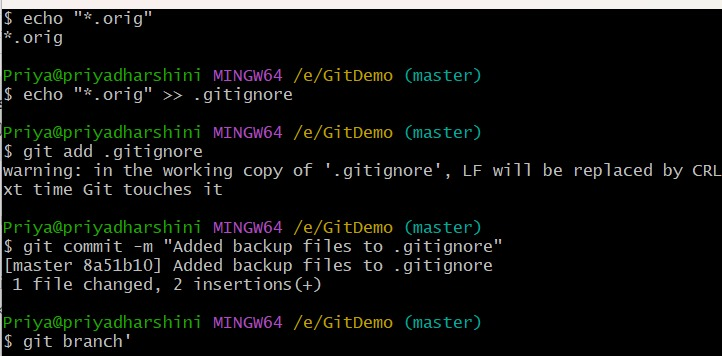 $ echo "*.orig"
*.orig
Priya@priyadharshini MINGW64 /e/GitDemo (master)
$ echo "*.orig" >> .gitignore
Priya@priyadharshini MINGW64 /e/GitDemo (master)
$ git add .gitignore
warning: in the working copy of '.gitignore', LF will be replaced by CRL
xt time Git touches it
Priya@priyadharshini MINGW64 /e/GitDemo (master)
$ git commit -m "Added backup files to .gitignore"
[master 8a51b10] Added backup files to .gitignore
 1 file changed, 2 insertions(+)
Priya@priyadharshini MINGW64 /e/GitDemo (master)
$ git branch'